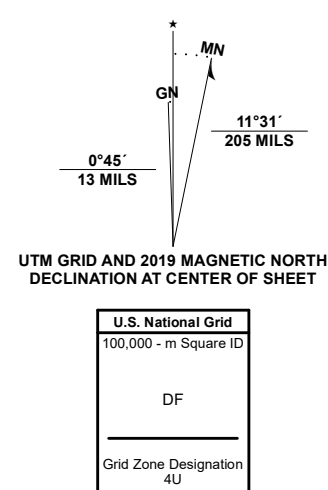 ★
MN
GN
11°31´
205 MILS
0°45´
13 MILS
UTM GRID AND 2019 MAGNETIC NORTH
DECLINATION AT CENTER OF SHEET
U.S. National Grid
100,000 - m Square ID
DF
Grid Zone Designation
4U